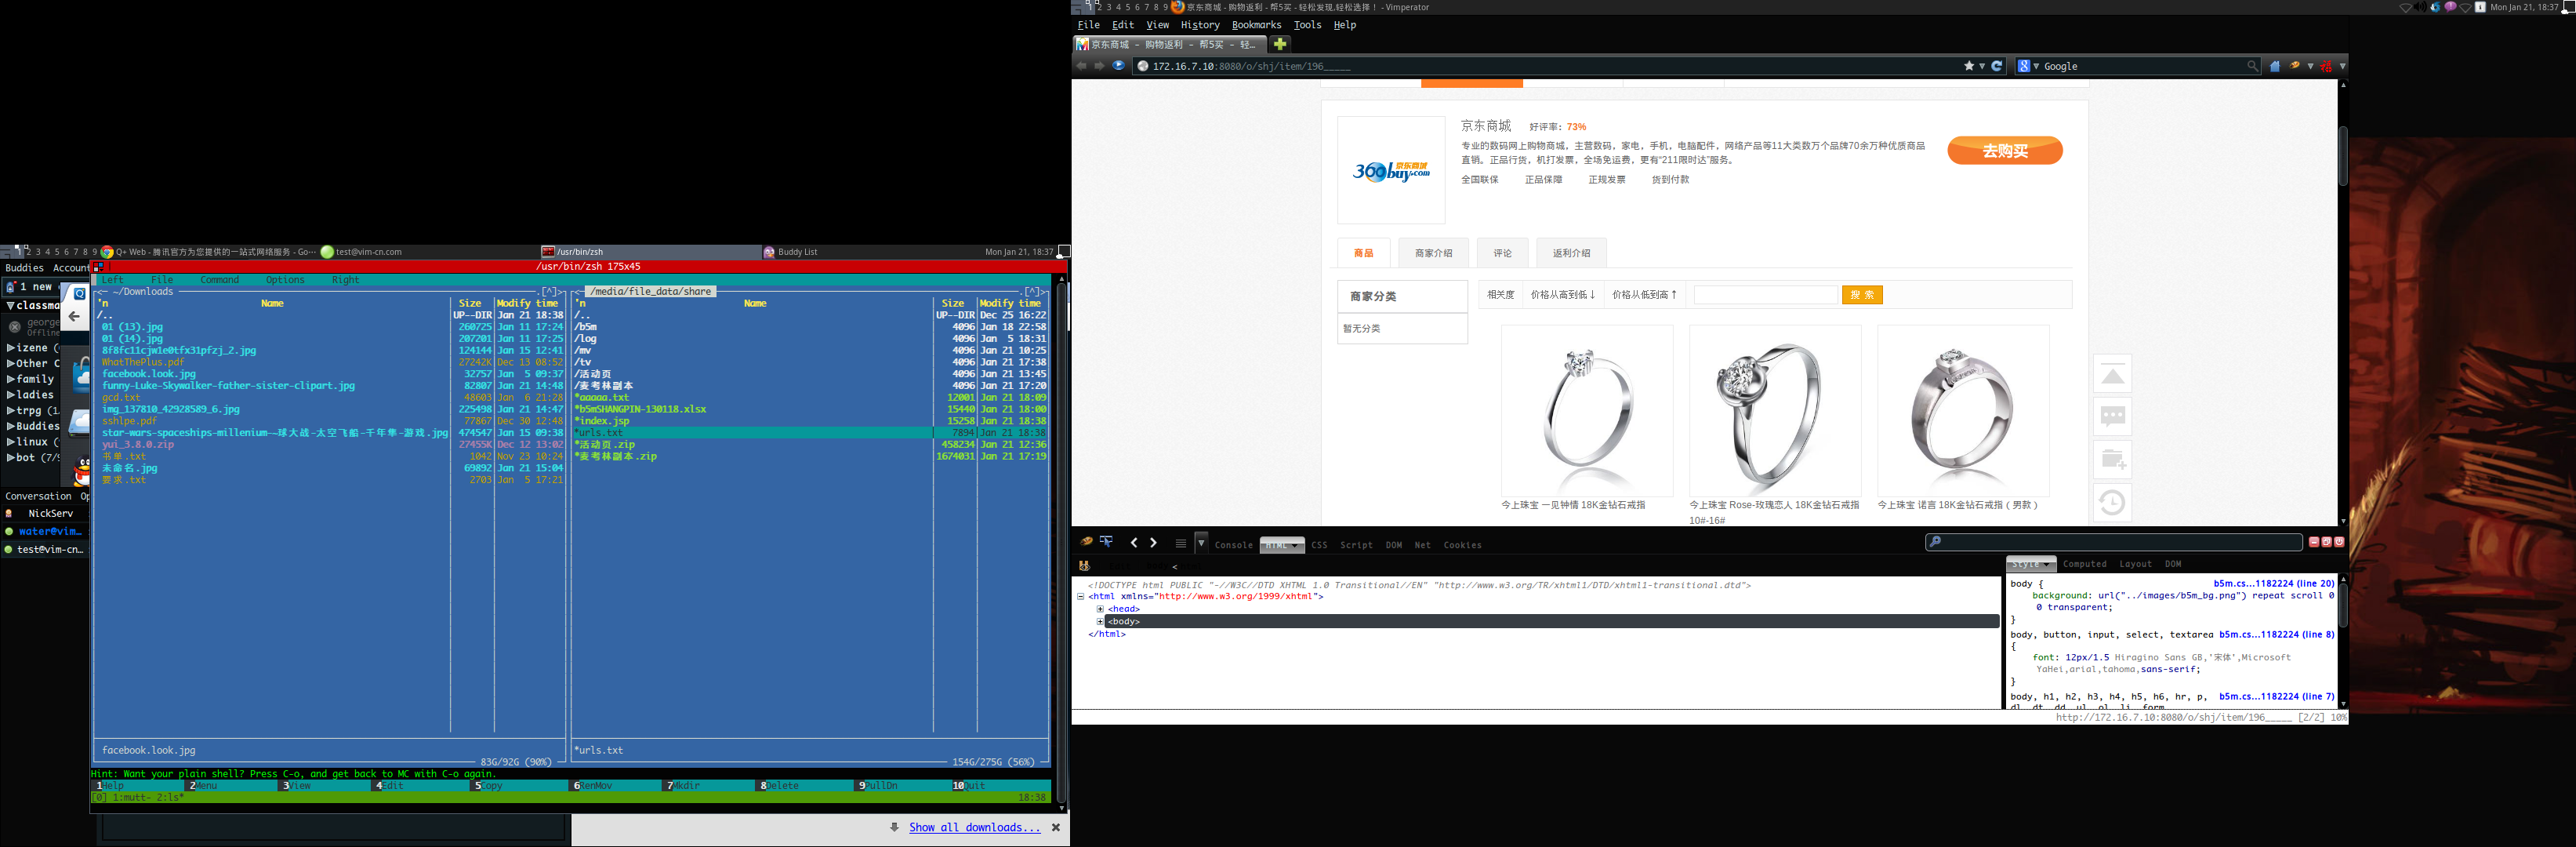 2 3 4 5 6 7 8 9 Q+ Web - 腾讯官方为您提供的一站式网络服务 - Go··· test@vim-cn.com /usr/bin/zsh Buddy List Mon Jan 21, 18:37
Buddies Account
1 new
classma
george
Offline
izene
Other C
family
ladies
trpg (1
Buddies
linux (
bot (7/9
Conversation Op
NickServ
water@vim…
test@vim-cn…
/usr/bin/zsh 175x45
Left File Command Options Right
<— ~/Downloads .[^]>
'n Name Size Modify time
/.. UP--DIR Jan 21 18:38
01 (13).jpg 260725 Jan 11 17:24
01 (14).jpg 207201 Jan 11 17:25
8f8fc11cjw1e0tfx31pfzj_2.jpg 124144 Jan 15 12:41
WhatThePlus.pdf 27242K Dec 13 08:52
facebook.look.jpg 32757 Jan 5 09:37
funny-Luke-Skywalker-father-sister-clipart.jpg 82807 Jan 21 14:48
gcd.txt 48603 Jan 6 21:28
img_137810_42928589_6.jpg 225498 Jan 21 14:47
sshlpe.pdf 77867 Dec 30 12:48
star-wars-spaceships-millenium-~球大战-太空飞船-千年隼-游戏.jpg 474547 Jan 15 09:38
yui_3.8.0.zip 27455K Dec 12 13:02
书单.txt 1042 Nov 23 10:24
未命名.jpg 69892 Jan 21 15:04
要求.txt 2703 Jan 5 17:21
facebook.look.jpg
83G/92G (90%)
<— /media/file_data/share .[^]>
'n Name Size Modify time
/.. UP--DIR Dec 25 16:22
/b5m 4096 Jan 18 22:58
/log 4096 Jan 5 18:31
/mv 4096 Jan 21 10:25
/tv 4096 Jan 21 17:38
/活动页 4096 Jan 21 13:45
/麦考林副本 4096 Jan 21 17:20
*aaaaa.txt 12001 Jan 21 18:09
*b5mSHANGPIN-130118.xlsx 15440 Jan 21 18:00
*index.jsp 15258 Jan 21 18:38
*urls.txt 7894 Jan 21 18:38
*活动页.zip 458234 Jan 21 12:36
*麦考林副本.zip 1674031 Jan 21 17:19
*urls.txt
154G/275G (56%)
Hint: Want your plain shell? Press C-o, and get back to MC with C-o again.
1Help 2Menu 3View 4Edit 5Copy 6RenMov 7Mkdir 8Delete 9PullDn 10Quit
[0] 1:mutt- 2:ls* 18:38
Show all downloads...
1 2 3 4 5 6 7 8 9 京东商城 - 购物返利 - 帮5买 - 轻松发现,轻松选择！ - Vimperator Mon Jan 21, 18:37
File Edit View History Bookmarks Tools Help
京东商城 - 购物返利 - 帮5买 - 轻…
172.16.7.10:8080/o/shj/item/196_____ Google
360buy.com 京东商城
京东商城 好评率：73%
专业的数码网上购物商城，主营数码，家电，手机，电脑配件，网络产品等11大类数万个品牌70余万种优质商品
直销。正品行货，机打发票，全场免运费，更有“211限时达”服务。
全国联保 正品保障 正规发票 货到付款
去购买
商品 商家介绍 评论 返利介绍
商家分类
暂无分类
相关度 价格从高到低↓ 价格从低到高↑ 搜 索
今上珠宝 一见钟情 18K金钻石戒指
今上珠宝 Rose-玫瑰恋人 18K金钻石戒指
10#-16#
今上珠宝 诺言 18K金钻石戒指（男款）
Console HTML CSS Script DOM Net Cookies
<
<!DOCTYPE html PUBLIC "-//W3C//DTD XHTML 1.0 Transitional//EN" "http://www.w3.org/TR/xhtml1/DTD/xhtml1-transitional.dtd">
<html xmlns="http://www.w3.org/1999/xhtml">
<head>
<body>
</html>
Style Computed Layout DOM
body { b5m.cs...1182224 (line 20)
background: url("../images/b5m_bg.png") repeat scroll 0
0 transparent;
}
body, button, input, select, textarea b5m.cs...1182224 (line 8)
{
font: 12px/1.5 Hiragino Sans GB,'宋体',Microsoft
YaHei,arial,tahoma,sans-serif;
}
body, h1, h2, h3, h4, h5, h6, hr, p, b5m.cs...1182224 (line 7)
dl, dt, dd, ul, ol, li, form,
http://172.16.7.10:8080/o/shj/item/196_____ [2/2] 10%